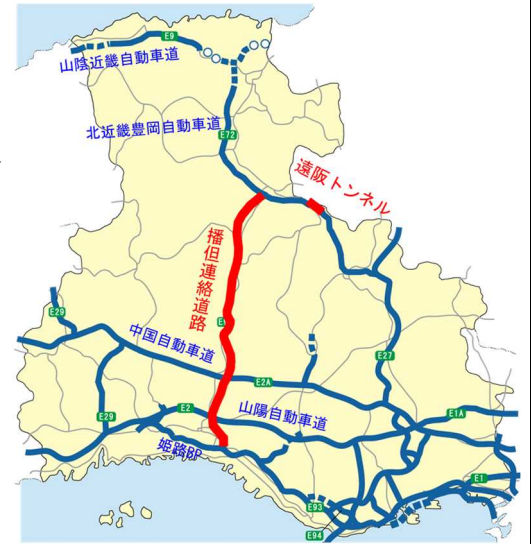 E9
山陰近畿自動車道
北近畿豊岡自動車道
E72
遠阪トンネル
播但連絡道路
E29
中国自動車道
E27
E2A
E29
E2
山陽自動車道
E1A
姫路BP
E1
E93
E94